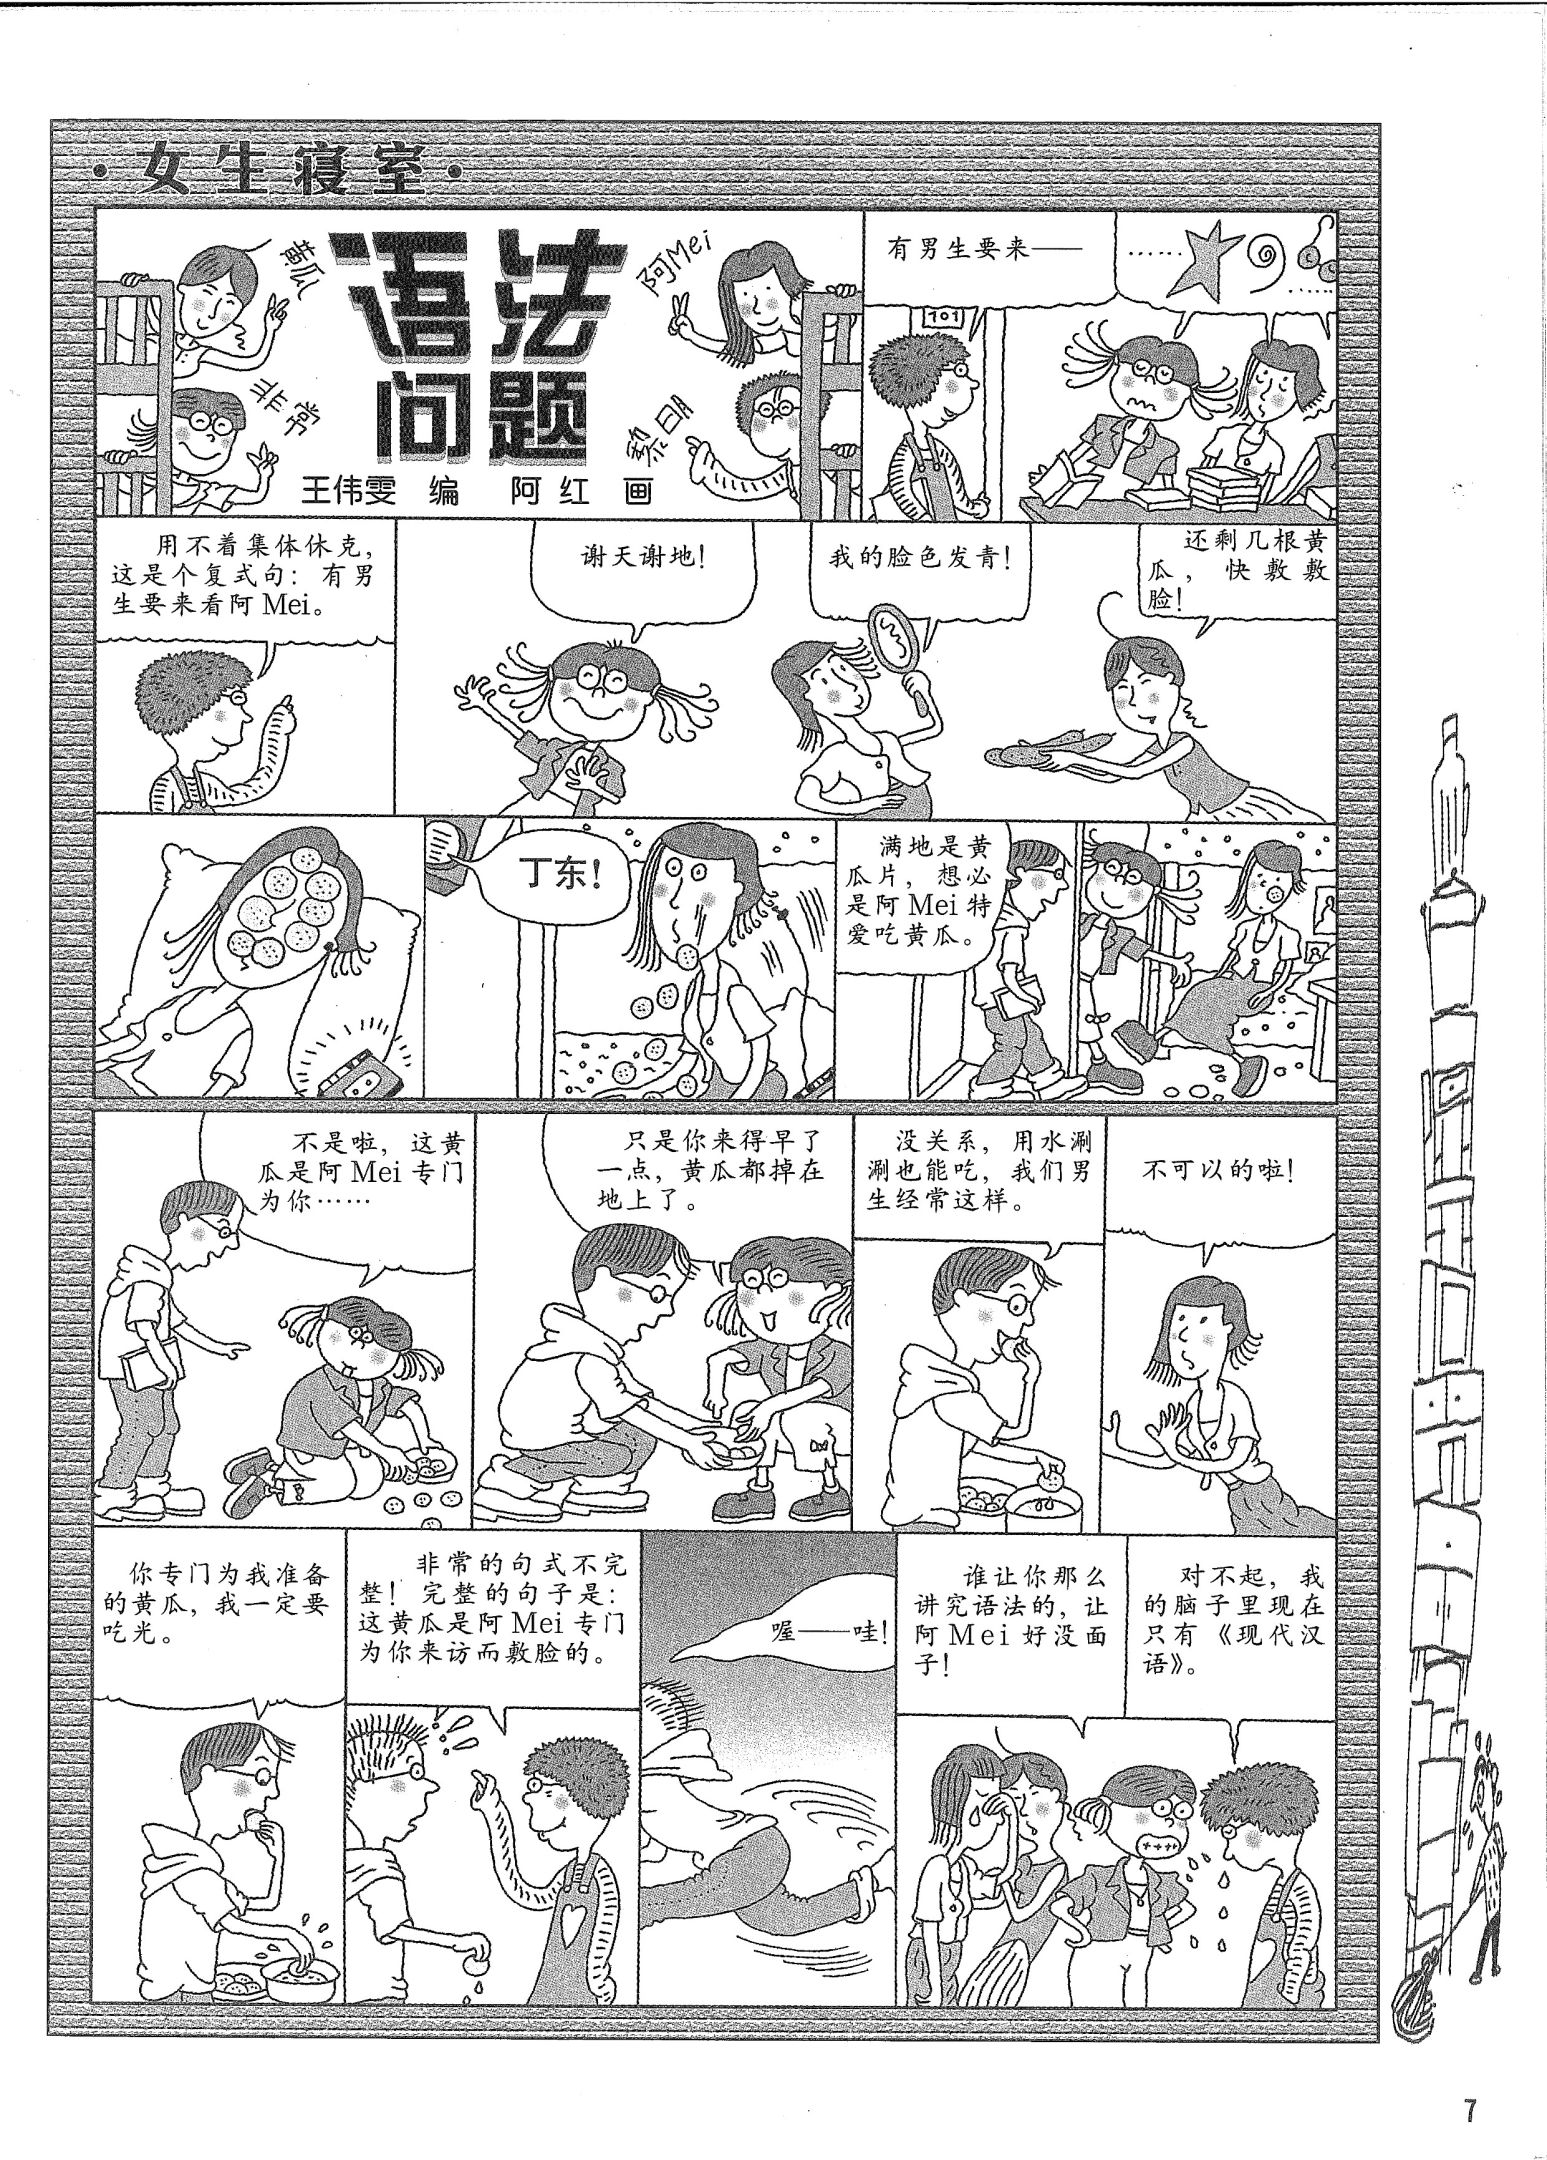 ·女生寝室·
黄瓜
语法
阿Mei
非常
问题
黎明
王伟雯 编 阿红 画
有男生要来——
……
……
101
用不着集体休克，
这是个复式句：有男
生要来看阿Mei。
谢天谢地！
我的脸色发青！
还剩几根黄
瓜，快敷敷
脸！
丁东！
满地是黄
瓜片，想必
是阿Mei特
爱吃黄瓜。
不是啦，这黄
瓜是阿Mei专门
为你……
只是你来得早了
一点，黄瓜都掉在
地上了。
没关系，用水涮
涮也能吃，我们男
生经常这样。
不可以的啦！
你专门为我准备
的黄瓜，我一定要
吃光。
非常的句式不完
整！完整的句子是：
这黄瓜是阿Mei专门
为你来访而敷脸的。
喔——哇！
谁让你那么
讲究语法的，让
阿Mei好没面
子！
对不起，我
的脑子里现在
只有《现代汉
语》。
7